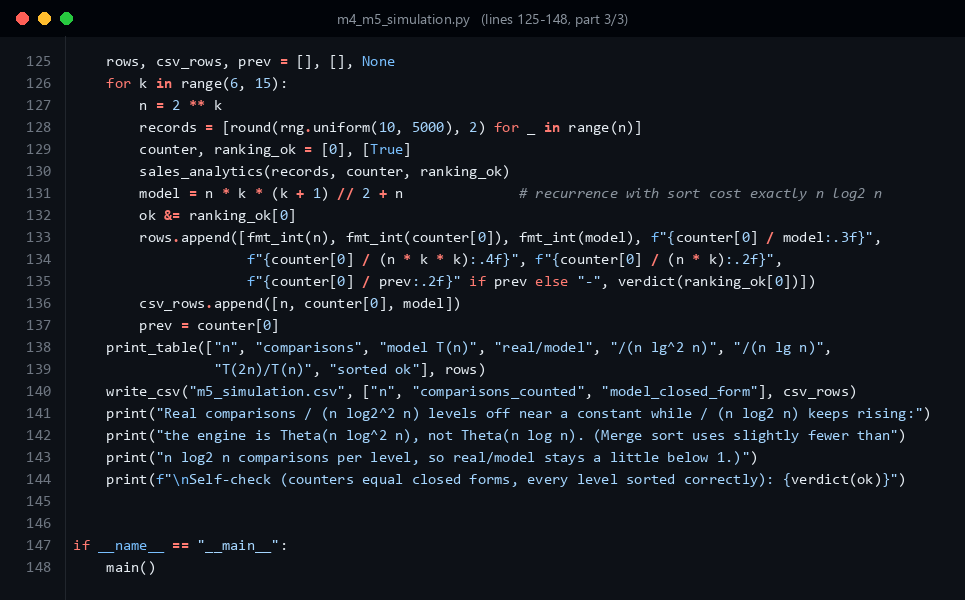 m4_m5_simulation.py (lines 125-148, part 3/3)
125     rows, csv_rows, prev = [], [], None
126     for k in range(6, 15):
127         n = 2 ** k
128         records = [round(rng.uniform(10, 5000), 2) for _ in range(n)]
129         counter, ranking_ok = [0], [True]
130         sales_analytics(records, counter, ranking_ok)
131         model = n * k * (k + 1) // 2 + n              # recurrence with sort cost exactly n log2 n
132         ok &= ranking_ok[0]
133         rows.append([fmt_int(n), fmt_int(counter[0]), fmt_int(model), f"{counter[0] / model:.3f}",
134                      f"{counter[0] / (n * k * k):.4f}", f"{counter[0] / (n * k):.2f}",
135                      f"{counter[0] / prev:.2f}" if prev else "-", verdict(ranking_ok[0])])
136         csv_rows.append([n, counter[0], model])
137         prev = counter[0]
138     print_table(["n", "comparisons", "model T(n)", "real/model", "/(n lg^2 n)", "/(n lg n)",
139                  "T(2n)/T(n)", "sorted ok"], rows)
140     write_csv("m5_simulation.csv", ["n", "comparisons_counted", "model_closed_form"], csv_rows)
141     print("Real comparisons / (n log2^2 n) levels off near a constant while / (n log2 n) keeps rising:")
142     print("the engine is Theta(n log^2 n), not Theta(n log n). (Merge sort uses slightly fewer than")
143     print("n log2 n comparisons per level, so real/model stays a little below 1.)")
144     print(f"\nSelf-check (counters equal closed forms, every level sorted correctly): {verdict(ok)}")
145
146
147 if __name__ == "__main__":
148     main()